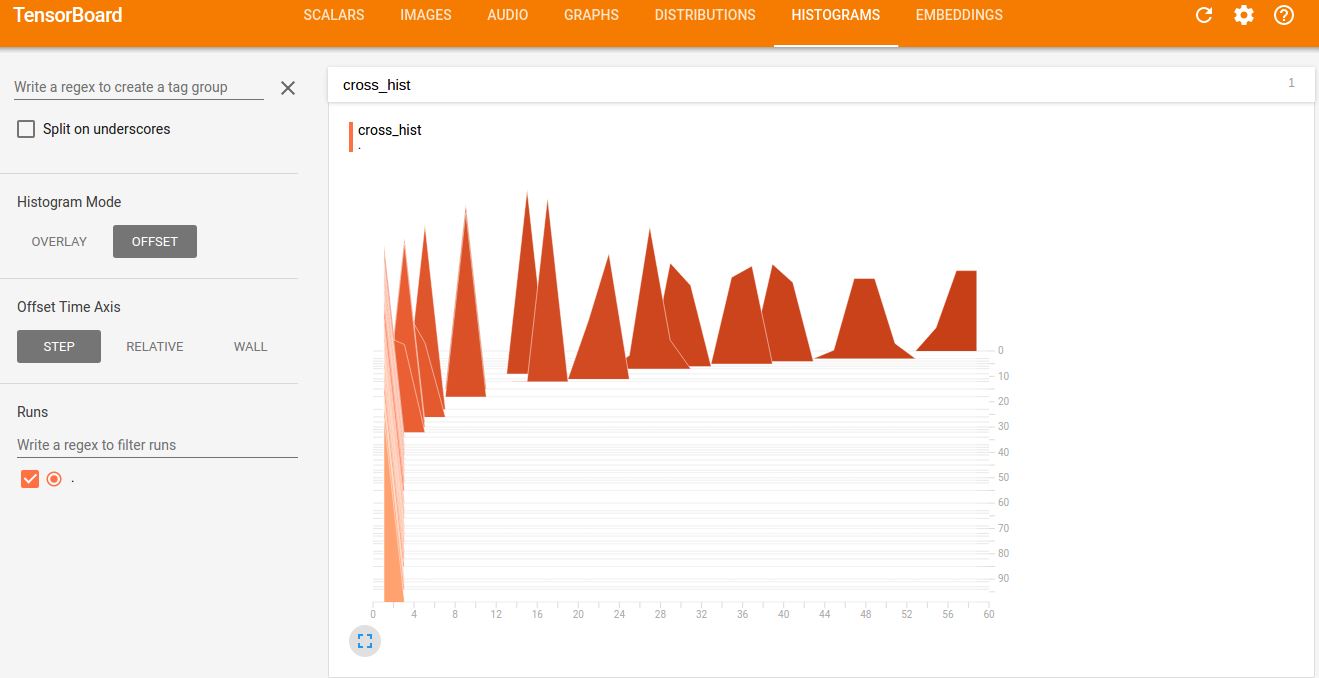 TensorBoard
SCALARS IMAGES AUDIO GRAPHS DISTRIBUTIONS HISTOGRAMS EMBEDDINGS
Write a regex to create a tag group
Split on underscores
Histogram Mode
OVERLAY OFFSET
Offset Time Axis
STEP RELATIVE WALL
Runs
Write a regex to filter runs
.
cross_hist 1
cross_hist
.
0
10
20
30
40
50
60
70
80
90
0 4 8 12 16 20 24 28 32 36 40 44 48 52 56 60